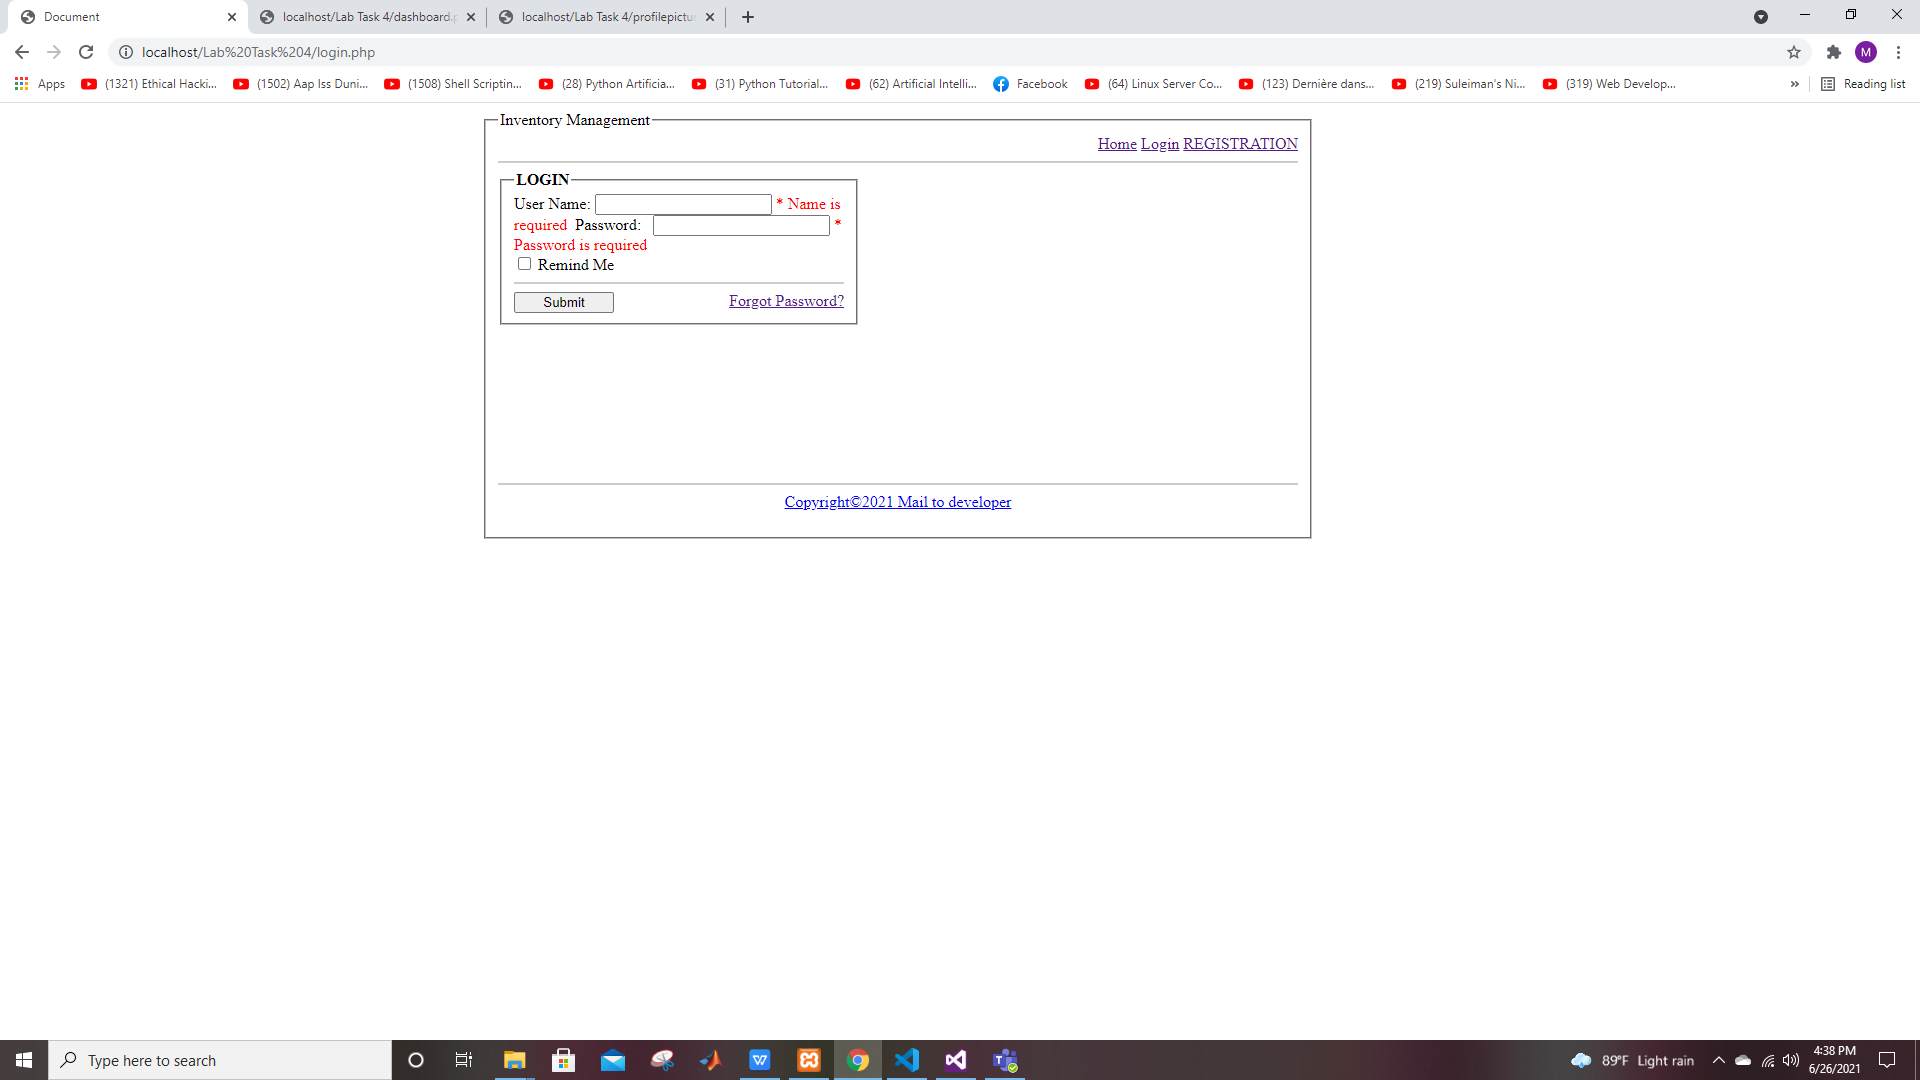 Document
localhost/Lab Task 4/dashboard.p
localhost/Lab Task 4/profilepictur
localhost/Lab%20Task%204/login.php
M
Apps
(1321) Ethical Hacki...
(1502) Aap Iss Duni...
(1508) Shell Scriptin...
(28) Python Artificia...
(31) Python Tutorial...
(62) Artificial Intelli...
Facebook
(64) Linux Server Co...
(123) Dernière dans...
(219) Suleiman's Ni...
(319) Web Develop...
»
Reading list
Inventory Management
Home Login REGISTRATION
LOGIN
User Name: * Name is
required Password: *
Password is required
Remind Me
Submit Forgot Password?
Copyright©2021 Mail to developer
Type here to search
89°F Light rain
4:38 PM
6/26/2021